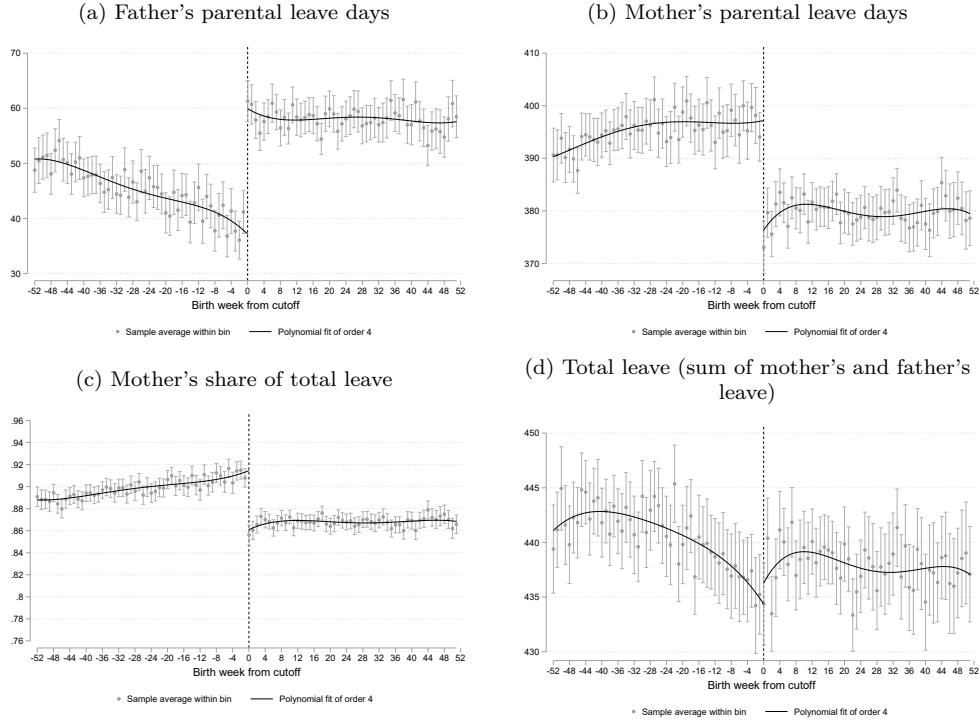 (a) Father's parental leave days
70
60
50
40
30
-52 -48 -44 -40 -36 -32 -28 -24 -20 -16 -12 -8 -4 0 4 8 12 16 20 24 28 32 36 40 44 48 52
Birth week from cutoff
Sample average within bin Polynomial fit of order 4
(b) Mother's parental leave days
410
400
390
380
370
-52 -48 -44 -40 -36 -32 -28 -24 -20 -16 -12 -8 -4 0 4 8 12 16 20 24 28 32 36 40 44 48 52
Birth week from cutoff
Sample average within bin Polynomial fit of order 4
(c) Mother's share of total leave
.96
.94
.92
.9
.88
.86
.84
.82
.8
.78
.76
-52 -48 -44 -40 -36 -32 -28 -24 -20 -16 -12 -8 -4 0 4 8 12 16 20 24 28 32 36 40 44 48 52
Birth week from cutoff
Sample average within bin Polynomial fit of order 4
(d) Total leave (sum of mother's and father's
leave)
450
445
440
435
430
-52 -48 -44 -40 -36 -32 -28 -24 -20 -16 -12 -8 -4 0 4 8 12 16 20 24 28 32 36 40 44 48 52
Birth week from cutoff
Sample average within bin Polynomial fit of order 4